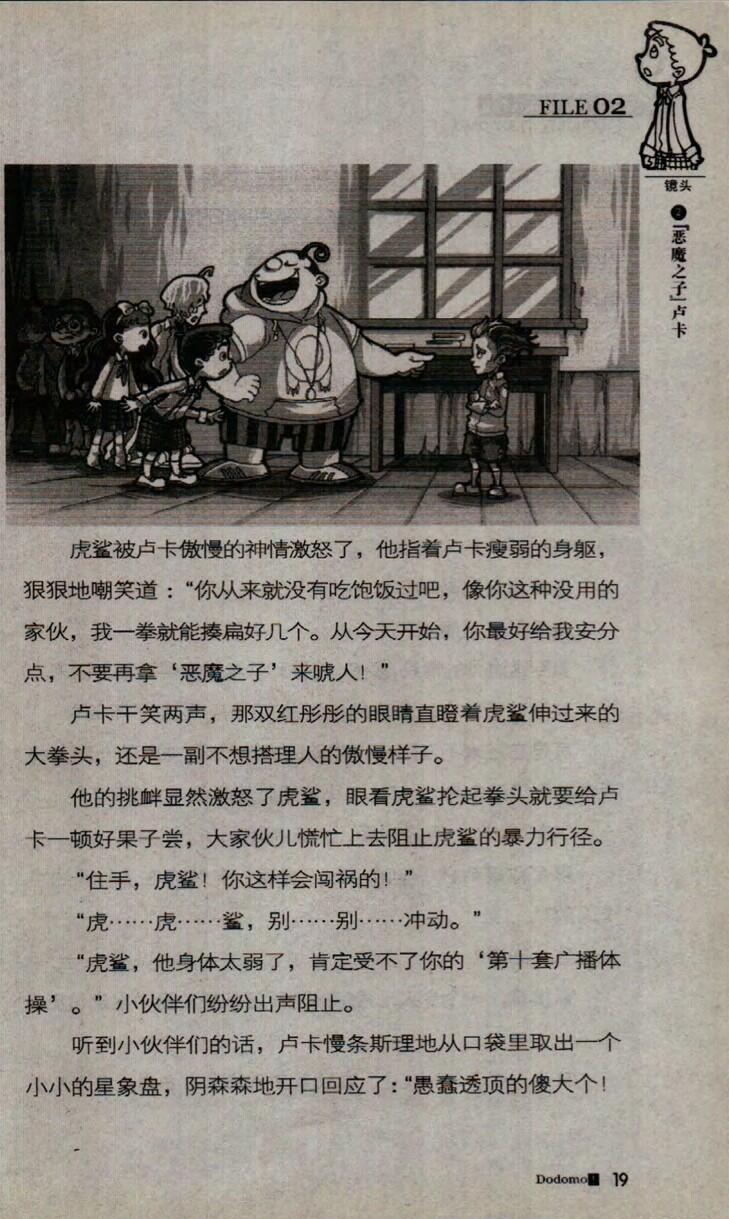 FILE 02
镜头
❷
『恶魔之子』卢卡
虎鲨被卢卡傲慢的神情激怒了，他指着卢卡瘦弱的身躯，
狠狠地嘲笑道：“你从来就没有吃饱饭过吧，像你这种没用的
家伙，我一拳就能揍扁好几个。从今天开始，你最好给我安分
点，不要再拿‘恶魔之子’来唬人！”
卢卡干笑两声，那双红彤彤的眼睛直瞪着虎鲨伸过来的
大拳头，还是一副不想搭理人的傲慢样子。
他的挑衅显然激怒了虎鲨，眼看虎鲨抡起拳头就要给卢
卡一顿好果子尝，大家伙儿慌忙上去阻止虎鲨的暴力行径。
“住手，虎鲨！你这样会闯祸的！”
“虎……虎……鲨，别……别……冲动。”
“虎鲨，他身体太弱了，肯定受不了你的‘第十套广播体
操’。”小伙伴们纷纷出声阻止。
听到小伙伴们的话，卢卡慢条斯理地从口袋里取出一个
小小的星象盘，阴森森地开口回应了：“愚蠢透顶的傻大个！
Dodomo 19